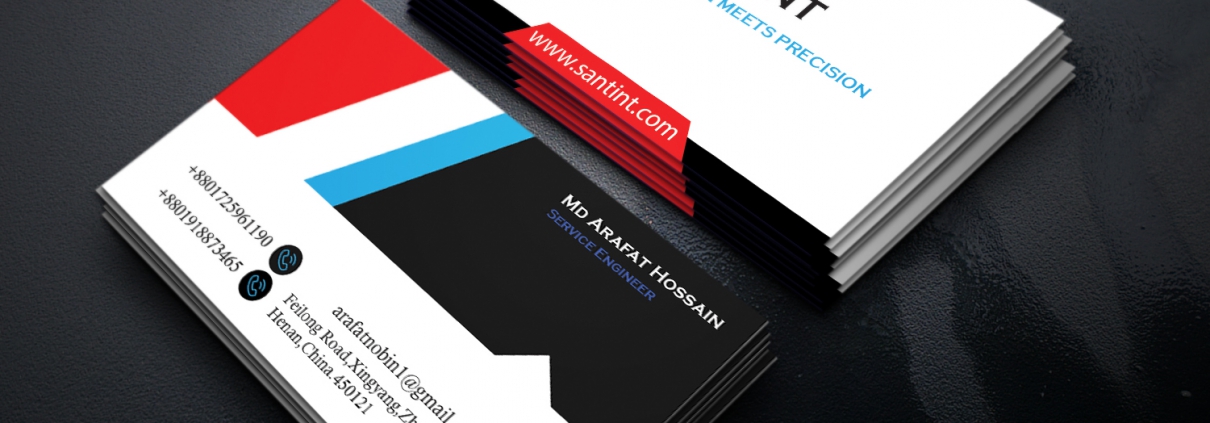 NT
MEETS PRECISION
www.santint.com
MD ARAFAT HOSSAIN
SERVICE ENGINEER
+8801725961190
+8801918873465
arafatnobin1@gmail
Feilong Road,Xingyang,Zh
Henan,China.450121